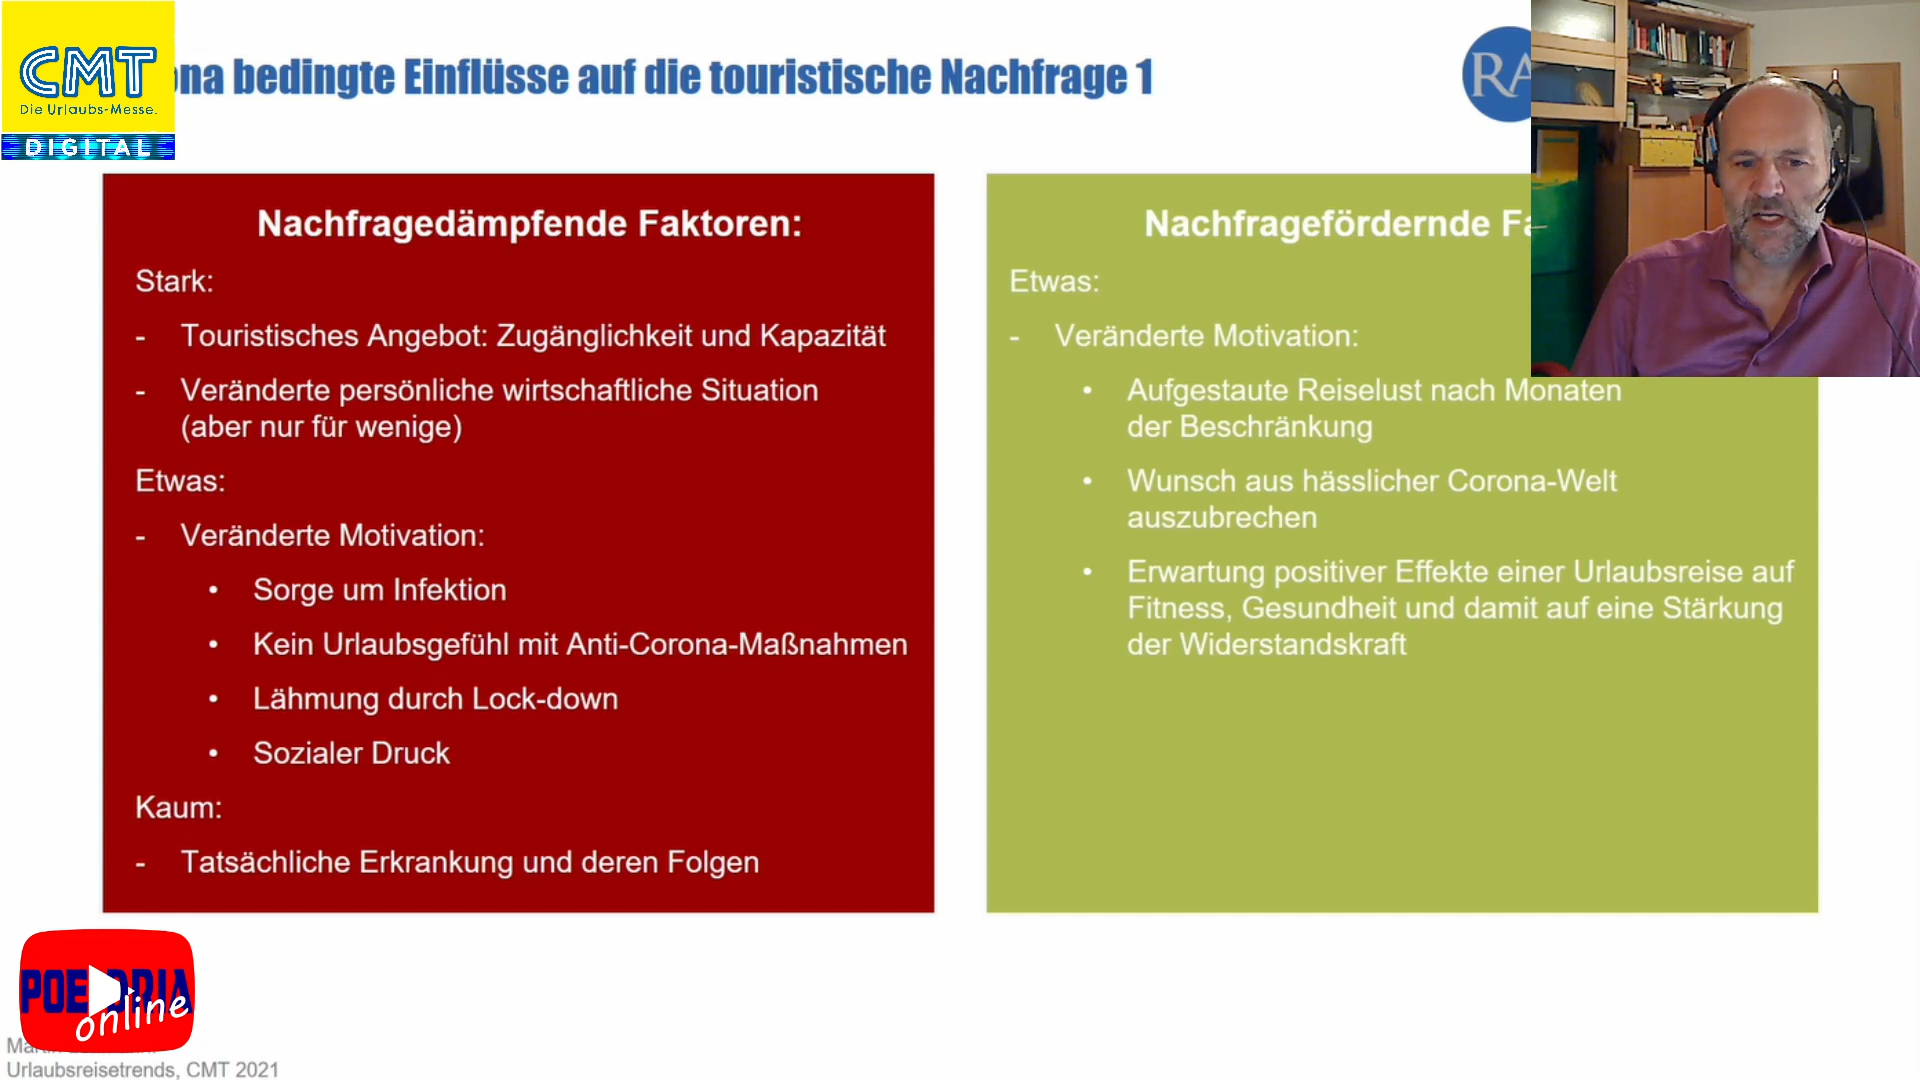 CMT
Die Urlaubs-Messe.
DIGITAL
bedingte Einflüsse auf die touristische Nachfrage 1
Nachfragedämpfende Faktoren:
Stark:
- Touristisches Angebot: Zugänglichkeit und Kapazität
- Veränderte persönliche wirtschaftliche Situation
(aber nur für wenige)
Etwas:
- Veränderte Motivation:
• Sorge um Infektion
• Kein Urlaubsgefühl mit Anti-Corona-Maßnahmen
• Lähmung durch Lock-down
• Sozialer Druck
Kaum:
- Tatsächliche Erkrankung und deren Folgen
Nachfragefördernde
Etwas:
- Veränderte Motivation:
• Aufgestaute Reiselust nach Monaten
der Beschränkung
• Wunsch aus hässlicher Corona-Welt
auszubrechen
• Erwartung positiver Effekte einer Urlaubsreise auf
Fitness, Gesundheit und damit auf eine Stärkung
der Widerstandskraft
online
Urlaubsreisetrends, CMT 2021